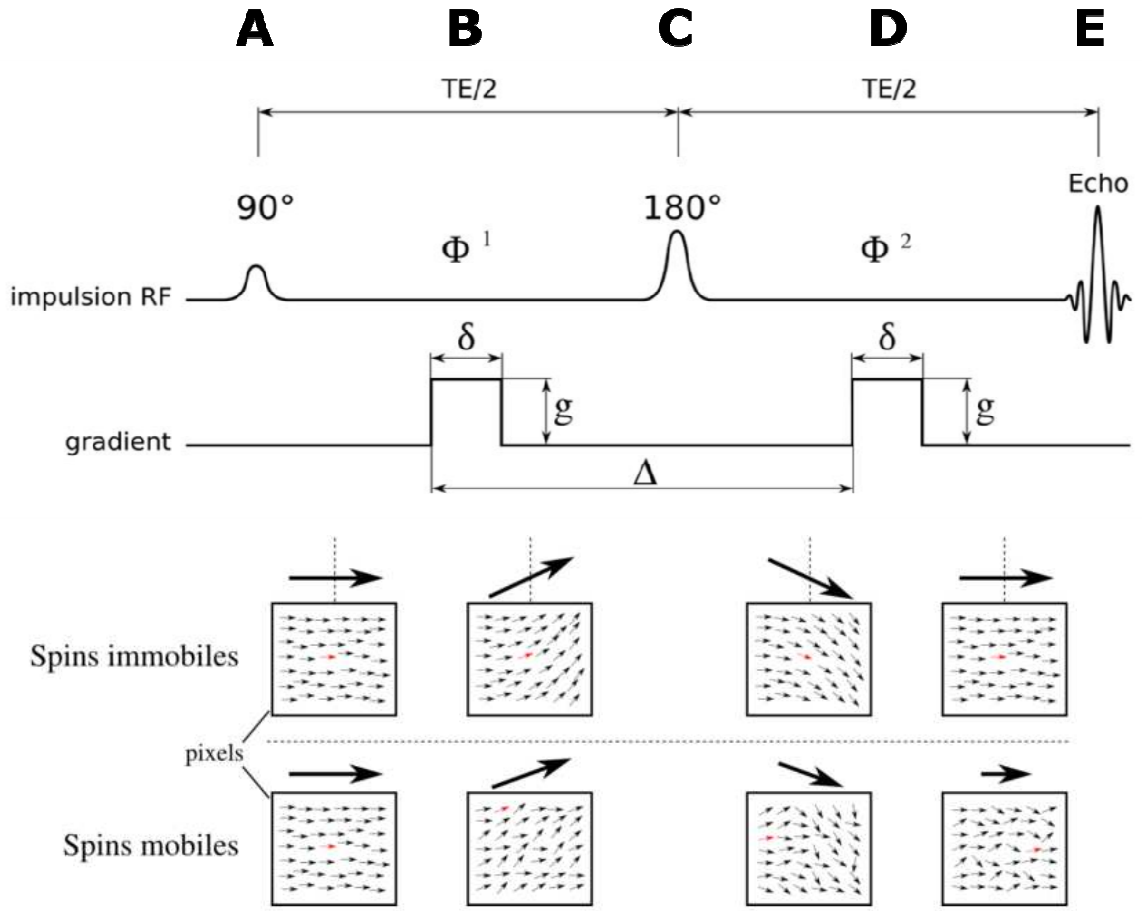 A B C D E
TE/2 TE/2
Echo
90° 180°
Φ 1 Φ 2
impulsion RF
δ δ
g g
gradient
Δ
Spins immobiles
pixels
Spins mobiles